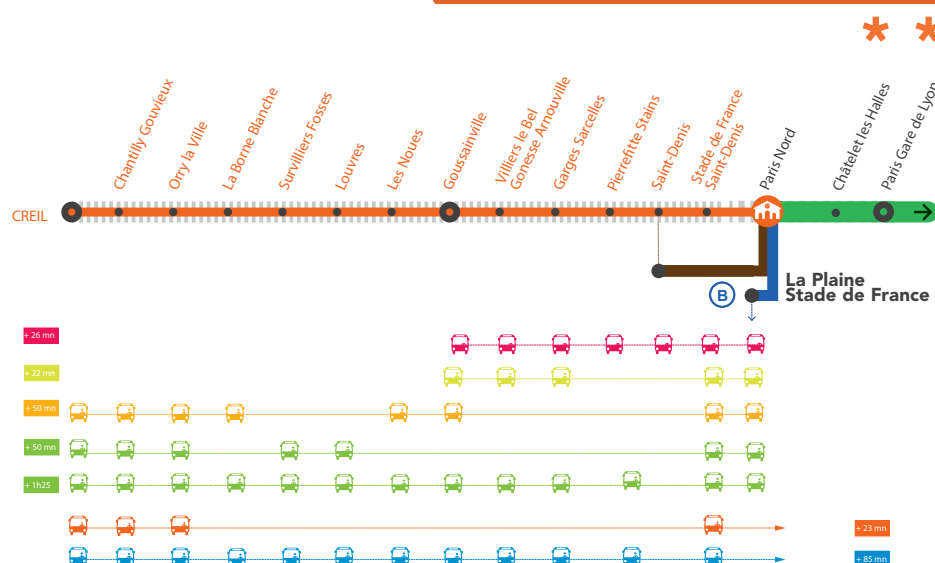 * *
CREIL
Chantilly Gouvieux
Orry la Ville
La Borne Blanche
Survilliers Fosses
Louvres
Les Noues
Goussainville
Villiers le Bel
Gonesse Arnouville
Garges Sarcelles
Pierrefitte Stains
Saint-Denis
Stade de France
Saint-Denis
Paris Nord
Châtelet les Halles
Paris Gare de Lyon
B
La Plaine
Stade de France
+ 26 mn
+ 22 mn
+ 50 mn
+ 50 mn
+ 1h25
+ 23 mn
+ 85 mn